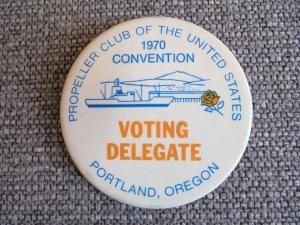 PROPELLER CLUB OF THE UNITED STATES
1970
CONVENTION
VOTING
DELEGATE
PORTLAND, OREGON